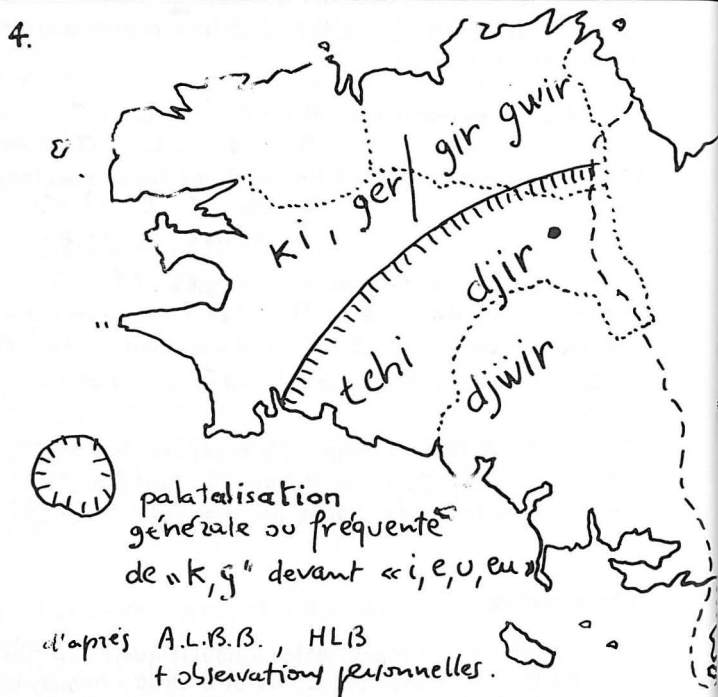 4.
gir gwir
ki, ger
djir
tchi
djwir
palatalisation
générale ou fréquente
de "k, g" devant «i, e, u, eu»
d'après A.L.B.B., HLB
+ observations personnelles.